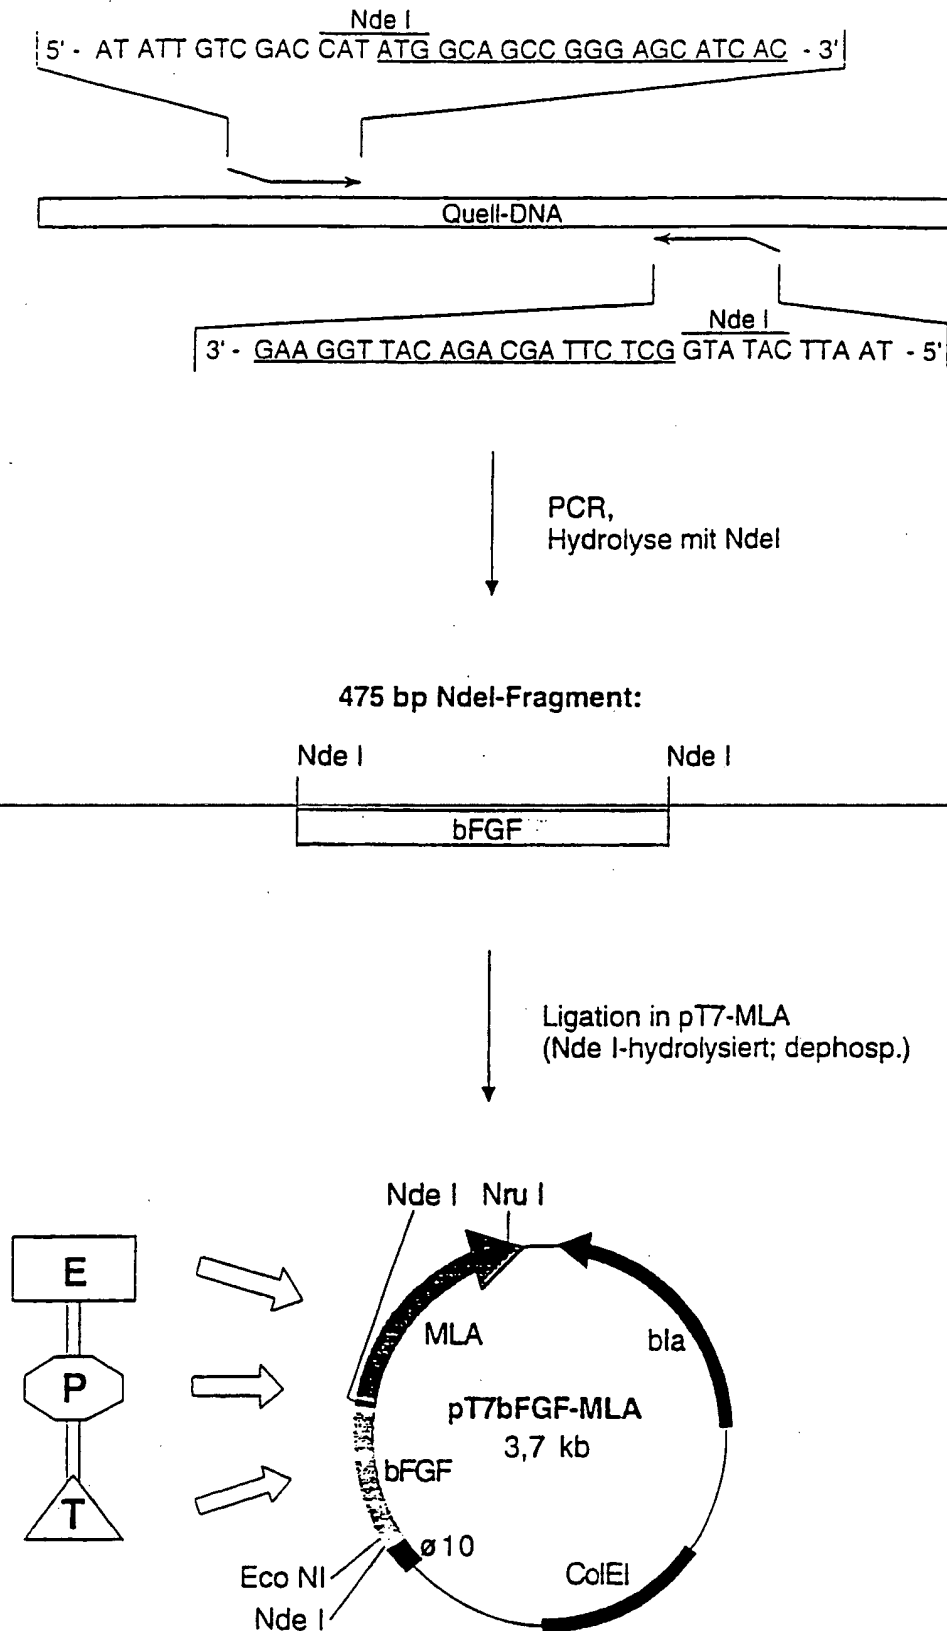 Nde I
5' - AT ATT GTC GAC CAT ATG GCA GCC GGG AGC ATC AC - 3'
Quell-DNA
Nde I
3' - GAA GGT TAC AGA CGA TTC TCG GTA TAC TTA AT - 5'
PCR,
Hydrolyse mit NdeI
475 bp NdeI-Fragment:
Nde I
Nde I
bFGF
Ligation in pT7-MLA
(Nde I-hydrolysiert; dephosp.)
Nde I
Nru I
E
P
T
MLA
bla
pT7bFGF-MLA
3,7 kb
bFGF
ø10
Eco NI
Nde I
ColEI